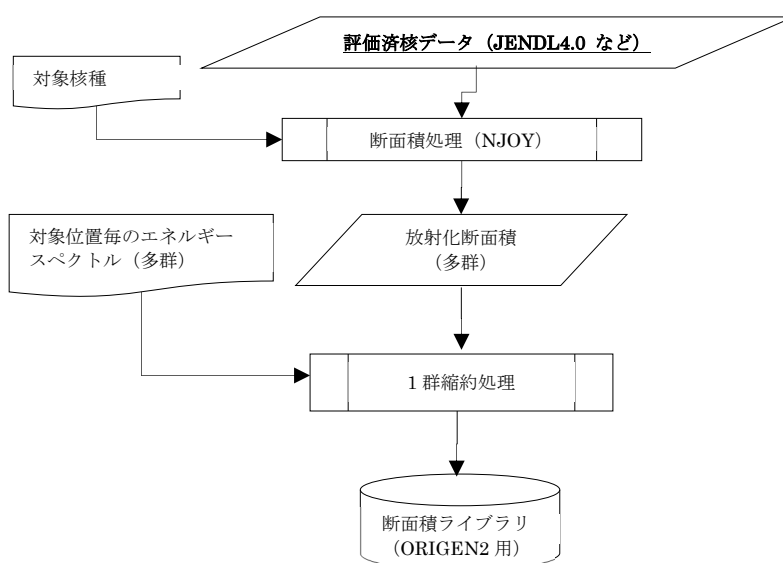 評価済核データ（JENDL4.0 など）
対象核種
断面積処理（NJOY）
対象位置毎のエネルギー
スペクトル（多群）
放射化断面積
（多群）
1 群縮約処理
断面積ライブラリ
（ORIGEN2 用）